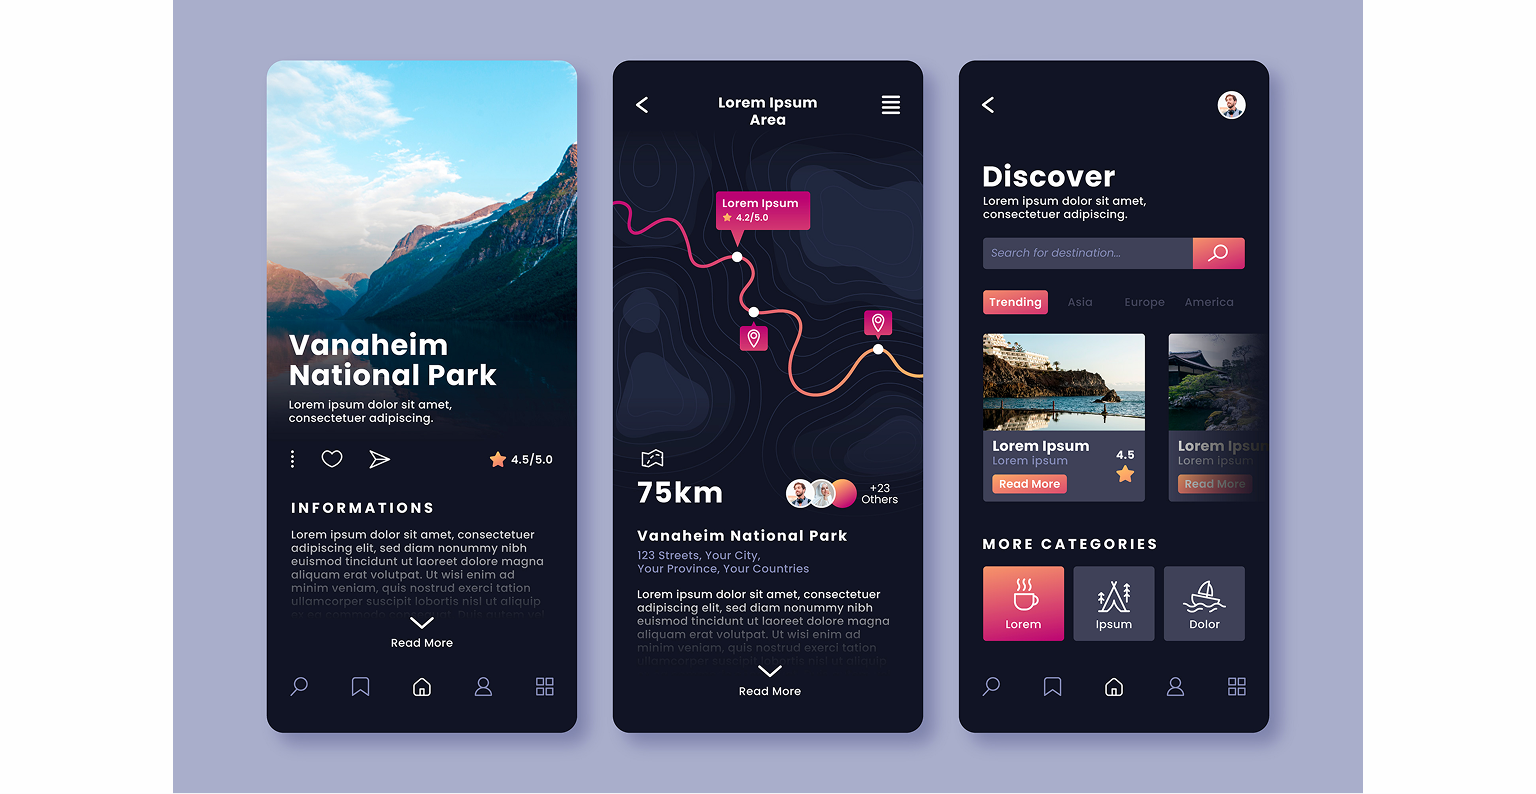 Vanaheim
National Park
Lorem ipsum dolor sit amet,
consectetuer adipiscing.
4.5/5.0
INFORMATIONS
Lorem ipsum dolor sit amet, consectetuer
adipiscing elit, sed diam nonummy nibh
euismod tincidunt ut laoreet dolore magna
aliquam erat volutpat. Ut wisi enim ad
minim veniam, quis nostrud exerci tation
ullamcorper suscipit lobortis nisl ut aliquip
Read More
Lorem Ipsum
Area
Lorem Ipsum
4.2/5.0
75km
+23
Others
Vanaheim National Park
123 Streets, Your City,
Your Province, Your Countries
Lorem ipsum dolor sit amet, consectetuer
adipiscing elit, sed diam nonummy nibh
euismod tincidunt ut laoreet dolore magna
aliquam erat volutpat. Ut wisi enim ad
minim veniam, quis nostrud exerci tation
ullamcorper suscipit lobortis nisl ut aliquip
Read More
Discover
Lorem ipsum dolor sit amet,
consectetuer adipiscing.
Search for destination...
Trending Asia Europe America
Lorem Ipsum
Lorem ipsum
4.5
Read More
Lorem Ipsum
Lorem ipsum
Read More
MORE CATEGORIES
Lorem Ipsum Dolor